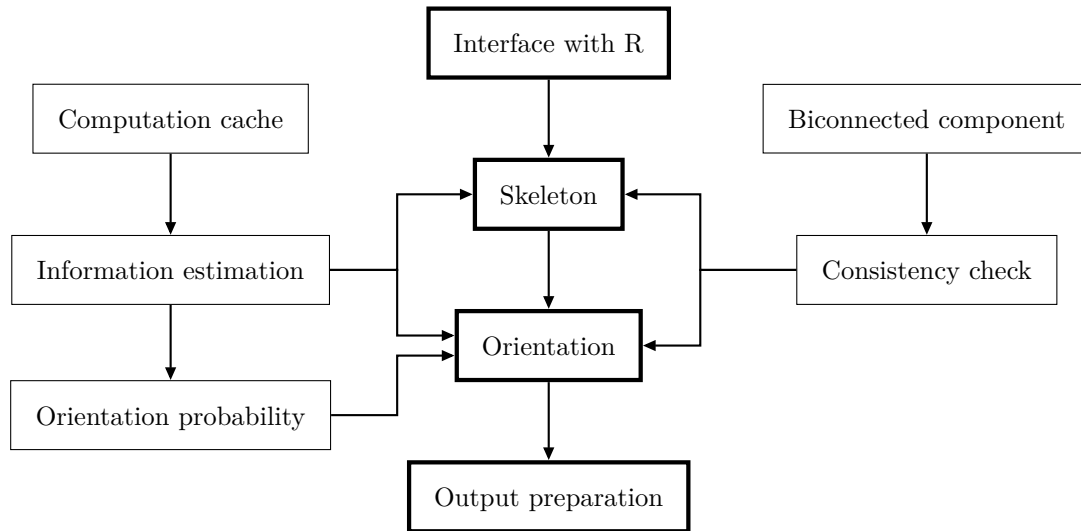 Interface with R
Computation cache
Biconnected component
Skeleton
Information estimation
Consistency check
Orientation
Orientation probability
Output preparation